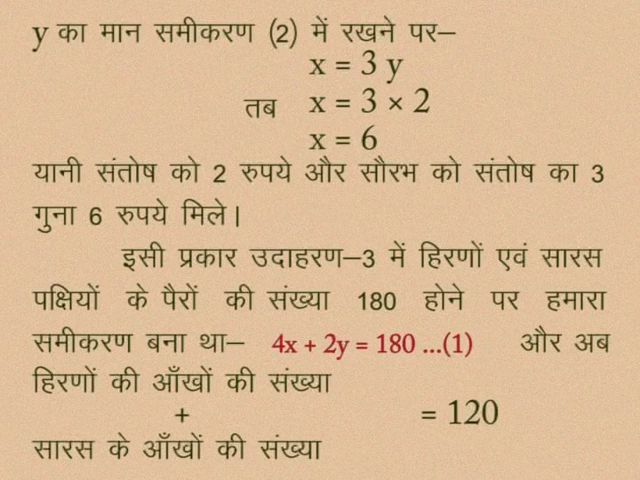 y का मान समीकरण (2) में रखने पर–
x = 3 y
तब x = 3 × 2
x = 6
यानी संतोष को 2 रुपये और सौरभ को संतोष का 3
गुना 6 रुपये मिले।
इसी प्रकार उदाहरण–3 में हिरणों एवं सारस
पक्षियों के पैरों की संख्या 180 होने पर हमारा
समीकरण बना था– 4x + 2y = 180 ...(1) और अब
हिरणों की आँखों की संख्या
+ = 120
सारस के आँखों की संख्या